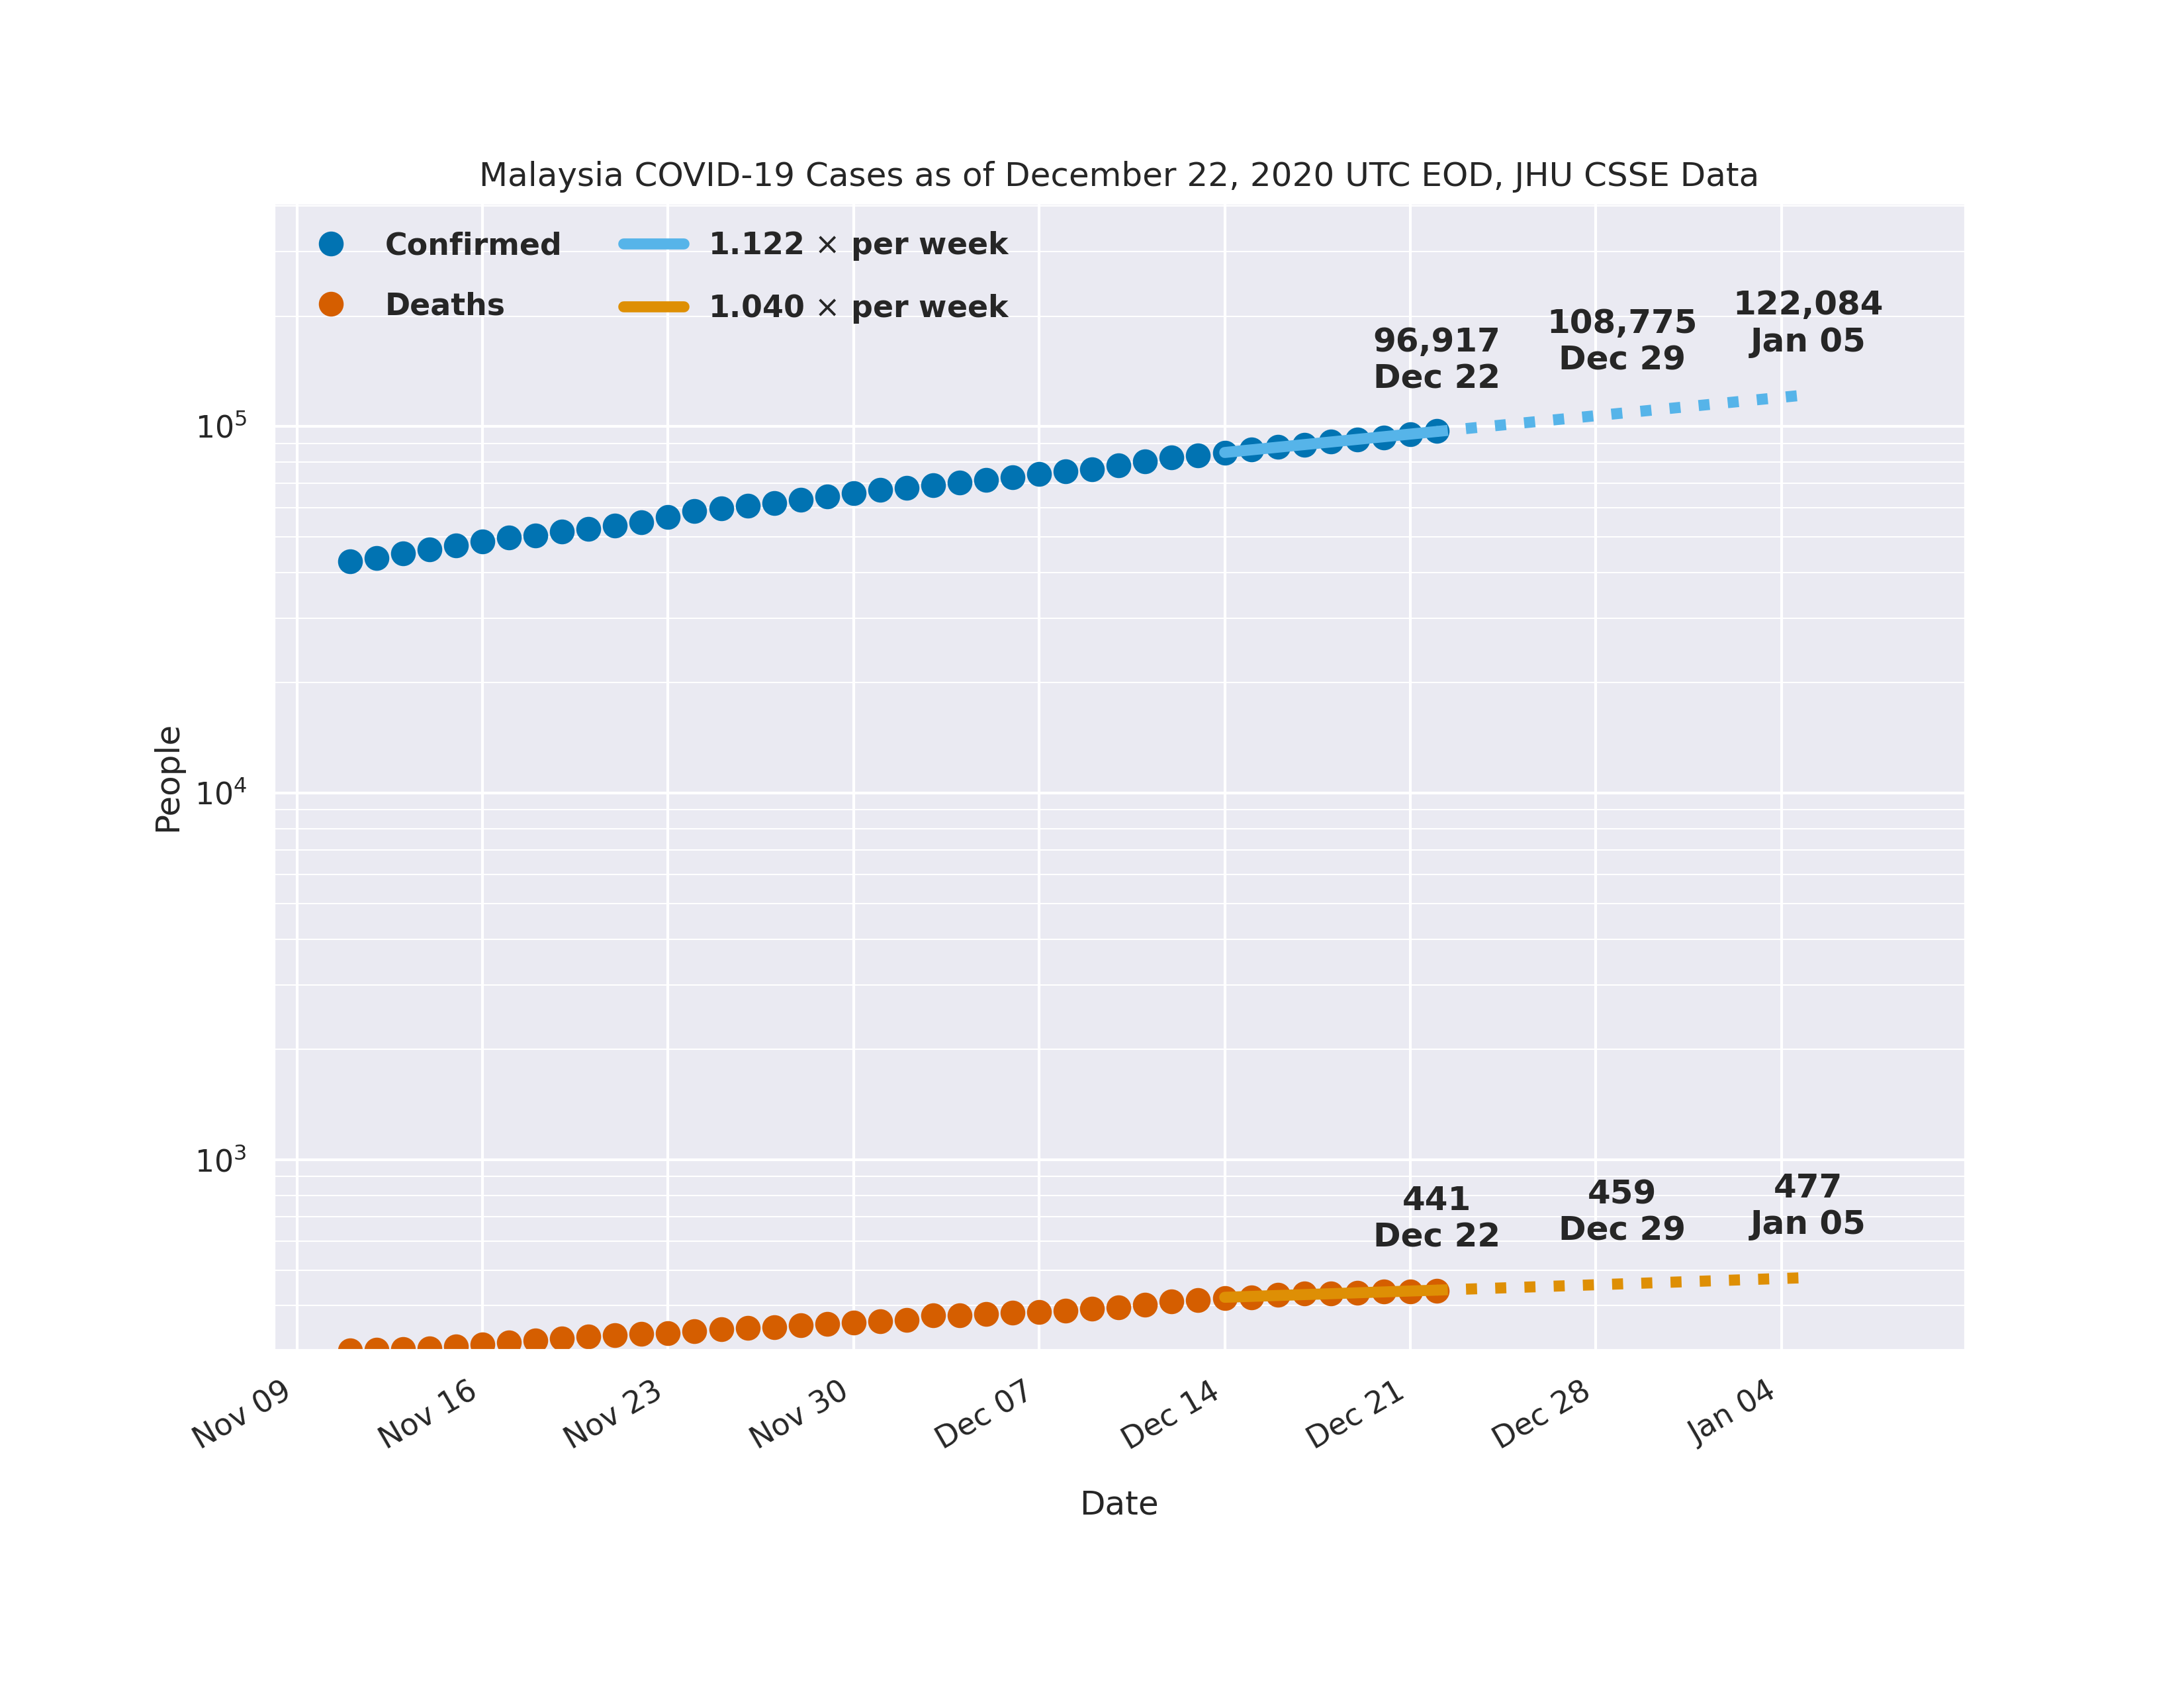 Malaysia COVID-19 Cases as of December 22, 2020 UTC EOD, JHU CSSE Data
Confirmed
Deaths
1.122 × per week
1.040 × per week
96,917
Dec 22
108,775
Dec 29
122,084
Jan 05
10⁵
10⁴
10³
People
441
Dec 22
459
Dec 29
477
Jan 05
Nov 09
Nov 16
Nov 23
Nov 30
Dec 07
Dec 14
Dec 21
Dec 28
Jan 04
Date